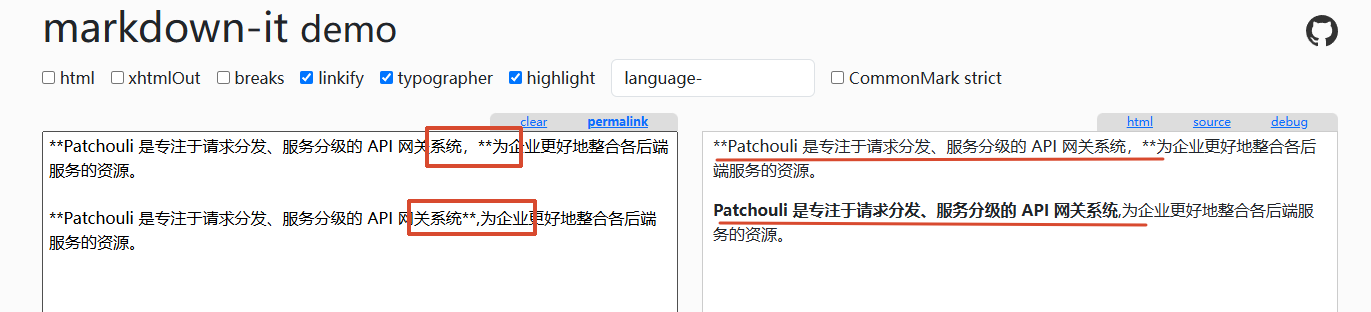 markdown-it demo
html xhtmlOut breaks linkify typographer highlight language- CommonMark strict
clear permalink
**Patchouli 是专注于请求分发、服务分级的 API 网关系统，**为企业更好地整合各后端
服务的资源。
**Patchouli 是专注于请求分发、服务分级的 API 网关系统**,为企业更好地整合各后端
服务的资源。
html source debug
**Patchouli 是专注于请求分发、服务分级的 API 网关系统，**为企业更好地整合各后
端服务的资源。
Patchouli 是专注于请求分发、服务分级的 API 网关系统,为企业更好地整合各后端服
务的资源。